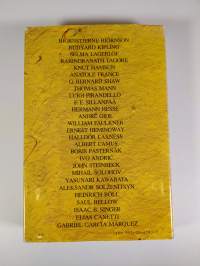 BJØRNSTJERNE BJØRNSON
RUDYARD KIPLING
SELMA LAGERLÖF
RABINDRANATH TAGORE
KNUT HAMSUN
ANATOLE FRANCE
G. BERNARD SHAW
THOMAS MANN
LUIGI PIRANDELLO
F. E. SILLANPÄÄ
HERMANN HESSE
ANDRÉ GIDE
WILLIAM FAULKNER
ERNEST HEMINGWAY
HALLDÓR LAXNESS
ALBERT CAMUS
BORIS PASTERNAK
IVO ANDRIĆ
JOHN STEINBECK
MIHAIL ŠOLOHOV
YASUNARI KAWABATA
ALEKSANDR SOLŽENITSYN
HEINRICH BÖLL
SAUL BELLOW
ISAAC B. SINGER
ELIAS CANETTI
GABRIEL GARCÍA MÁRQUEZ